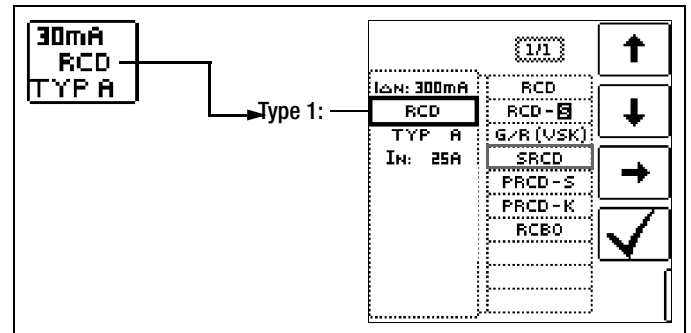 30mA
RCD
TYP A
Type 1:
1/1
I∆N: 300mA
RCD
TYP A
IN: 25A
RCD
RCD-S
G/R (VSK)
SRCD
PRCD-S
PRCD-K
RCBO